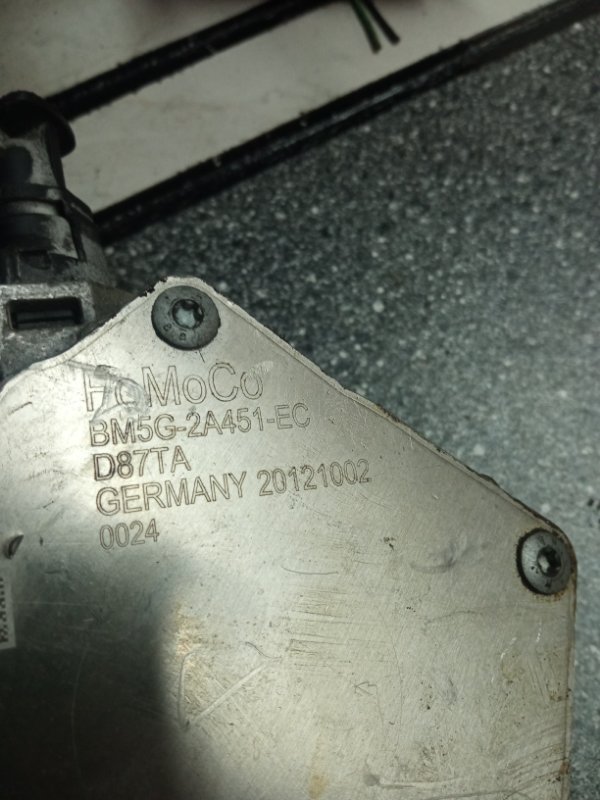 FoMoCo
BM5G-2A451-EC
D87TA
GERMANY 20121002
0024